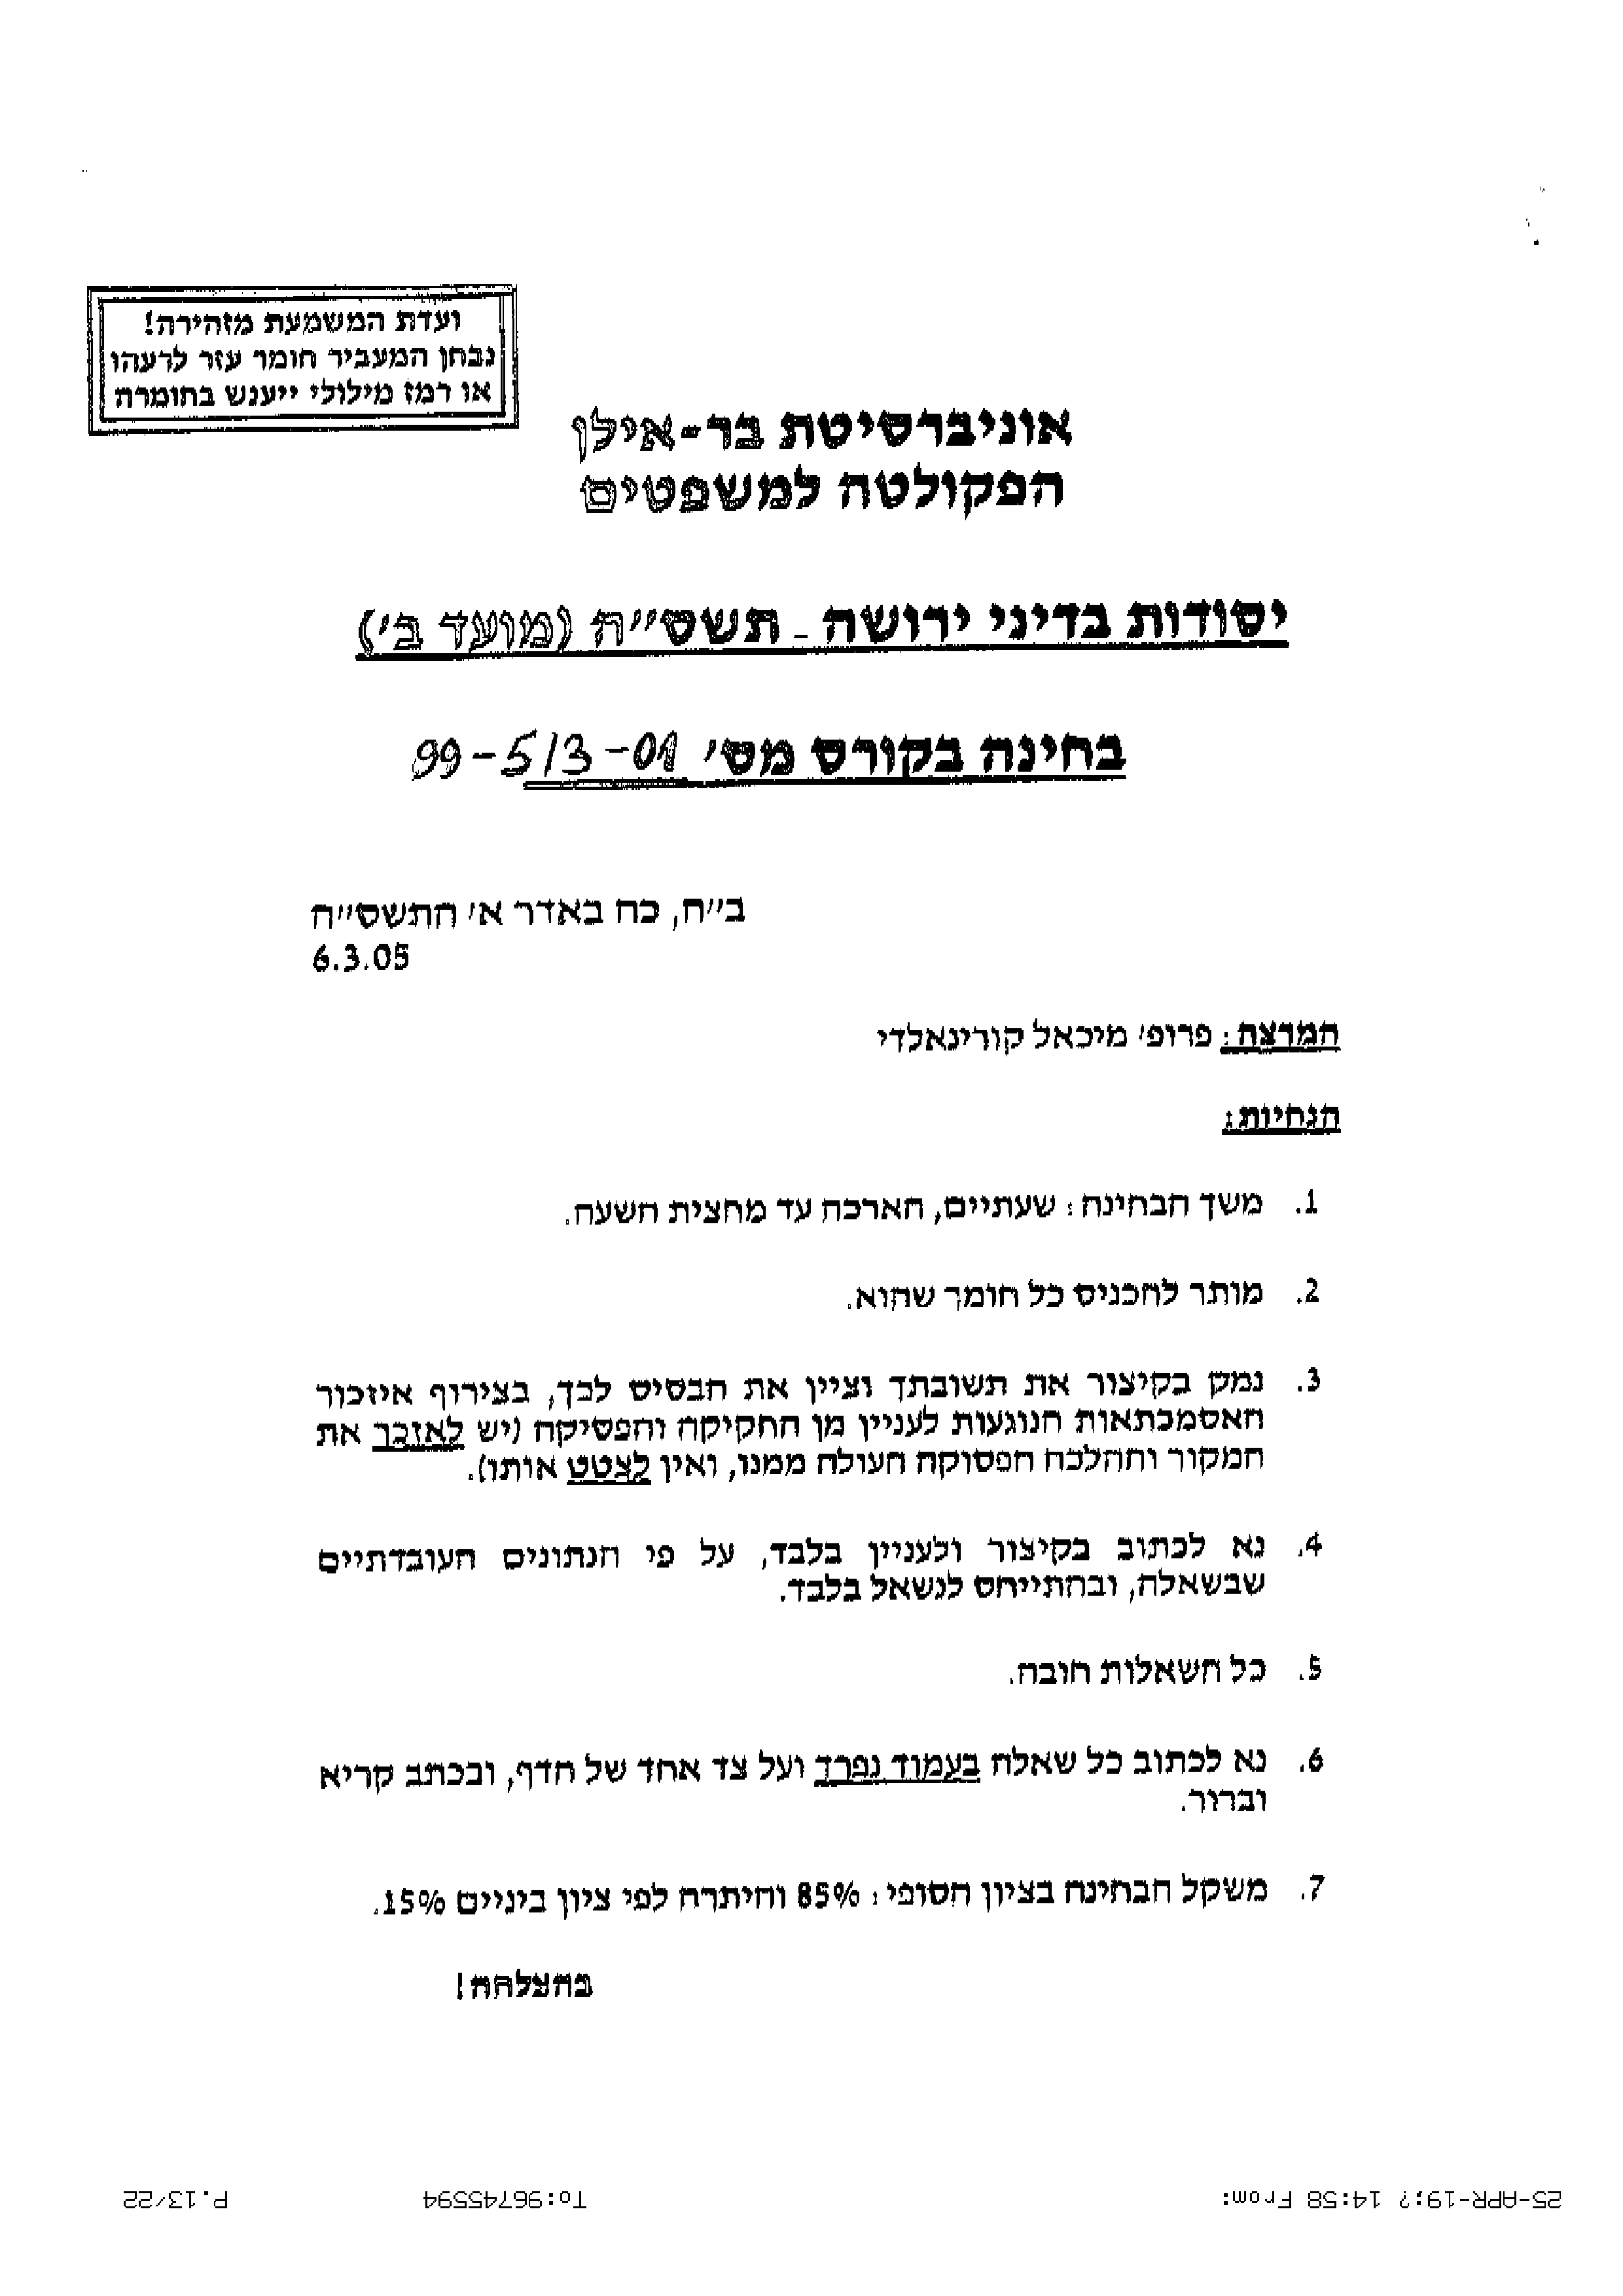 ועדת המשמעת מזהירה!
נבחן המעביר חומר עזר לרעהו
או רמז מילולי ייענש בחומרה
אוניברסיטת בר-אילן
הפקולטה למשפטים
יסודות בדיני ירושה - תשס"ה (מועד ב')
בחינה בקורס מס' 99-513-01
ב"ה, כה באדר א' התשס"ה
6.3.05
המרצה: פרופ' מיכאל קורינאלדי
הנחיות:
1. משך הבחינה: שעתיים, הארכה עד מחצית השעה.
2. מותר להכניס כל חומר שהוא.
3. נמק בקיצור את תשובתך וציין את הבסיס לכך, בצירוף איזכור
האסמכתאות הנוגעות לעניין מן החקיקה והפסיקה (יש לאזכר את
המקור וההלכה הפסוקה העולה ממנו, ואין לצטט אותו).
4. נא לכתוב בקיצור ולעניין בלבד, על פי הנתונים העובדתיים
שבשאלה, ובהתייחס לנשאל בלבד.
5. כל השאלות חובה.
6. נא לכתוב כל שאלה בעמוד נפרד ועל צד אחד של הדף, ובכתב קריא
וברור.
7. משקל הבחינה בציון הסופי: 85% והיתרה לפי ציון ביניים 15%.
בהצלחה!
25-APR-19;? 14:58 From: To:96745594 P.13/22